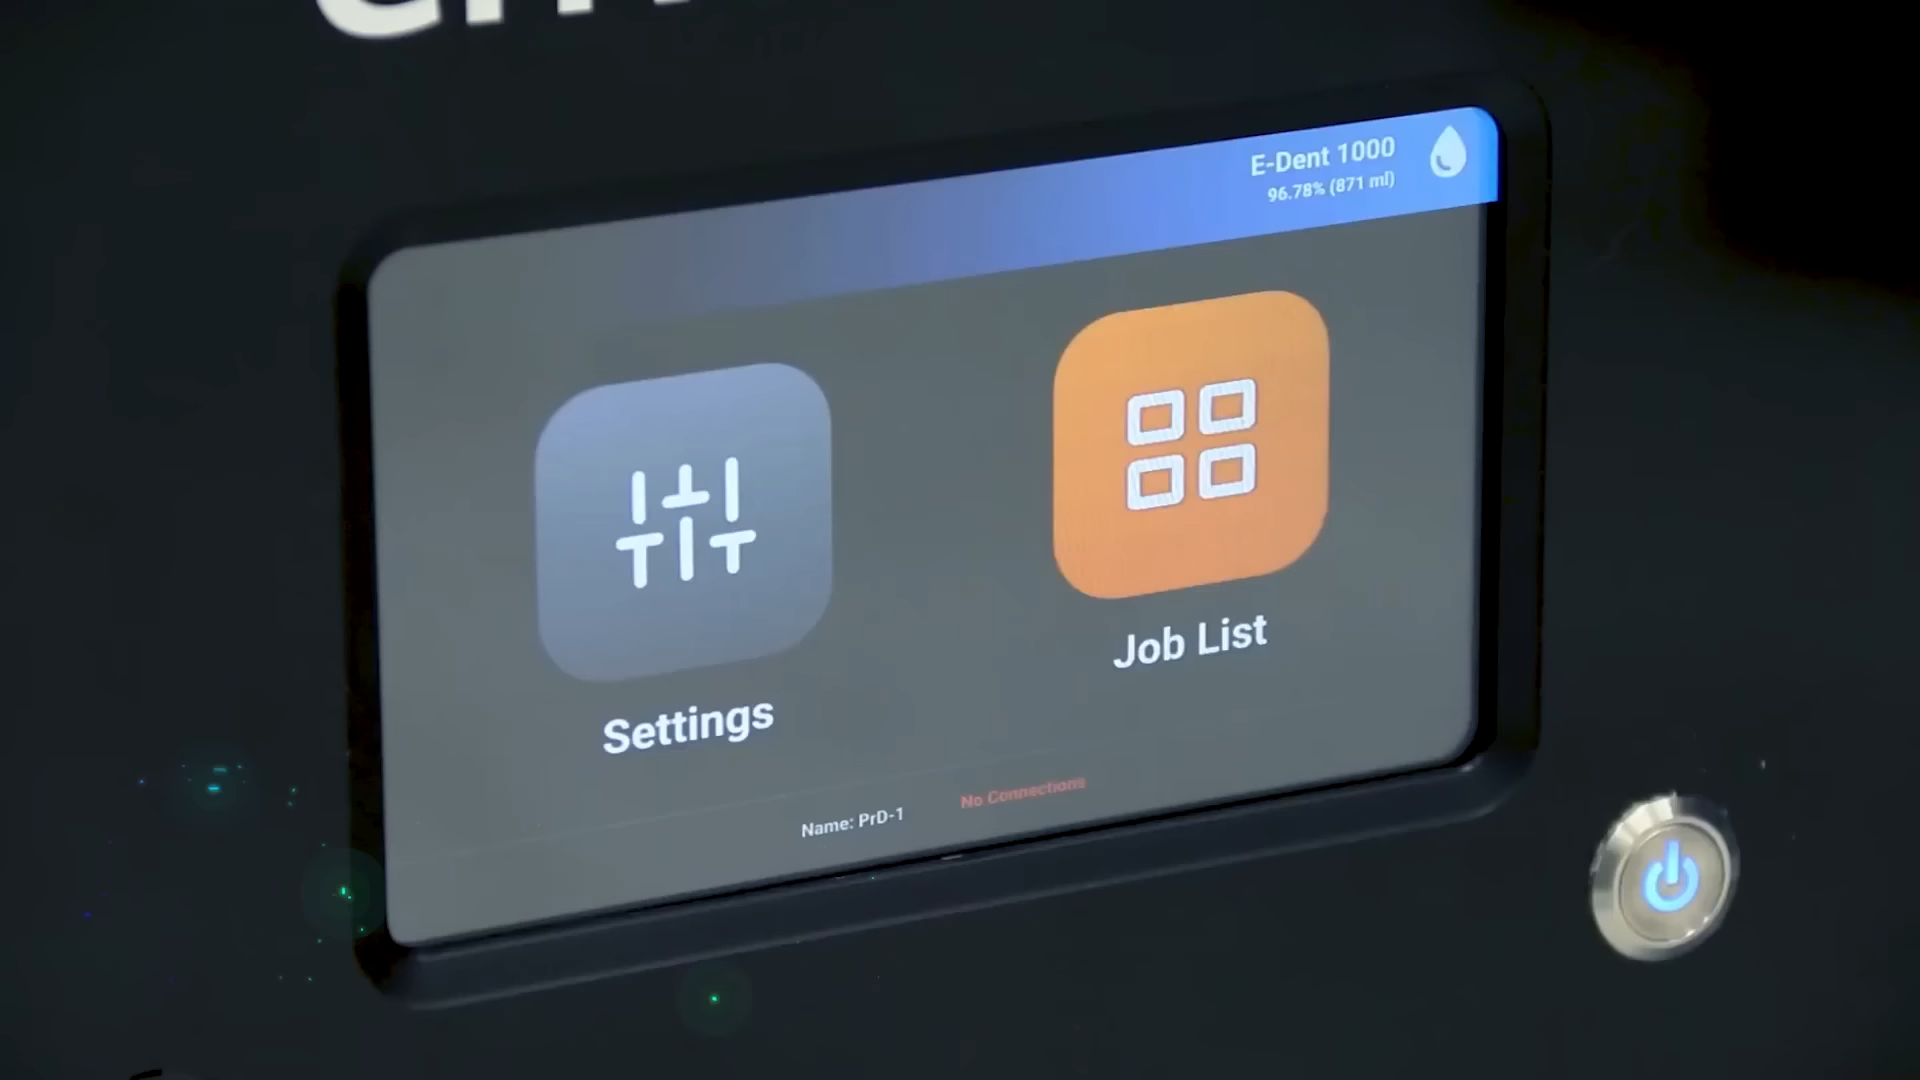 E-Dent 1000
96.78% (871 ml)
Settings
Job List
Name: PrD-1
No Connections